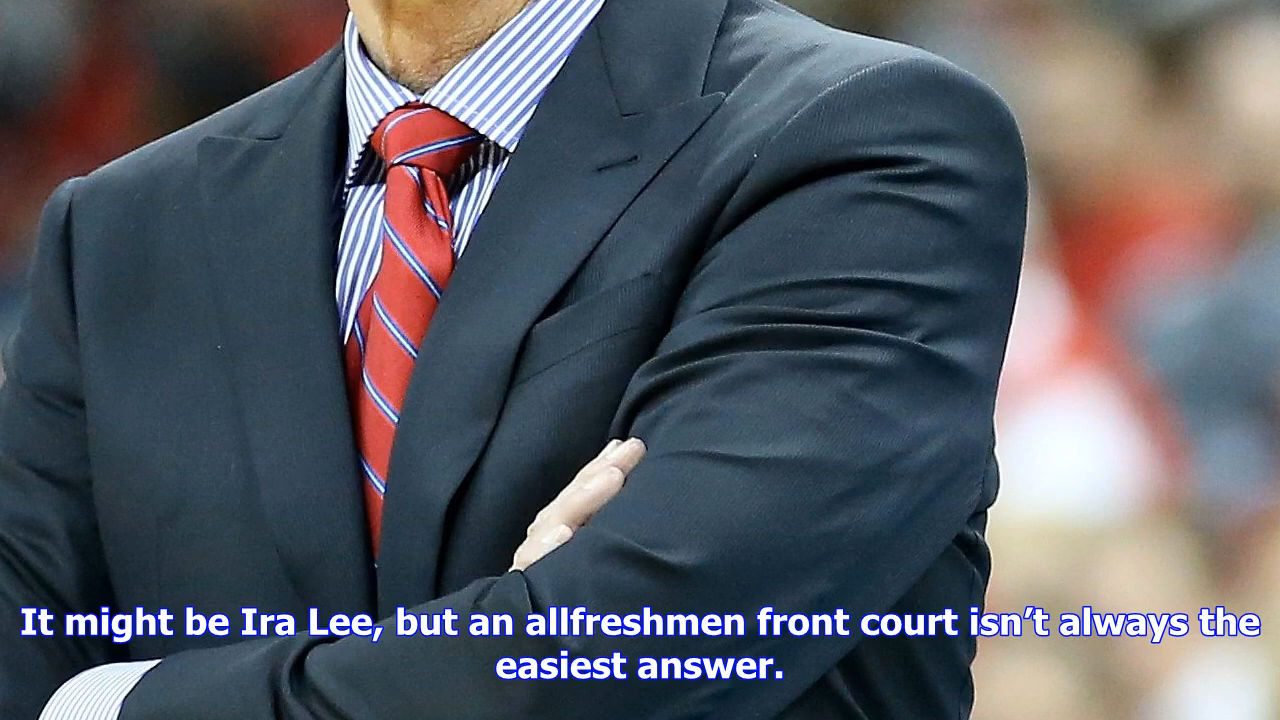 It might be Ira Lee, but an allfreshmen front court isn’t always the
easiest answer.